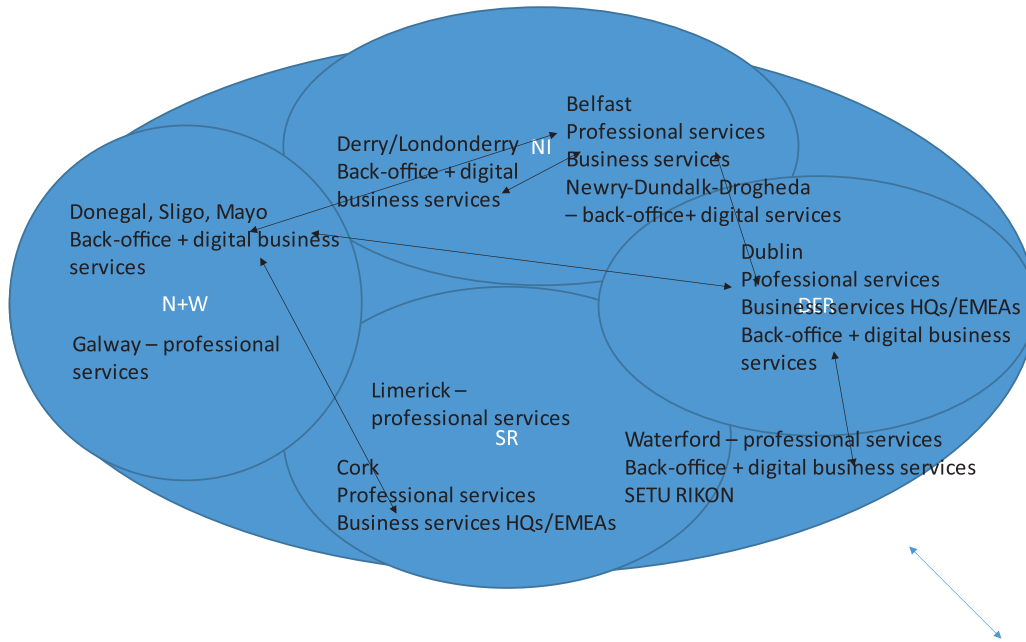 Belfast
Professional services
Business services
Newry-Dundalk-Drogheda
– back-office+ digital services
NI
Derry/Londonderry
Back-office + digital
business services
Donegal, Sligo, Mayo
Back-office + digital business
services
N+W
Galway – professional
services
Dublin
Professional services
Business services HQs/EMEAs
Back-office + digital business
services
Limerick –
professional services
SR
Cork
Professional services
Business services HQs/EMEAs
Waterford – professional services
Back-office + digital business services
SETU RIKON